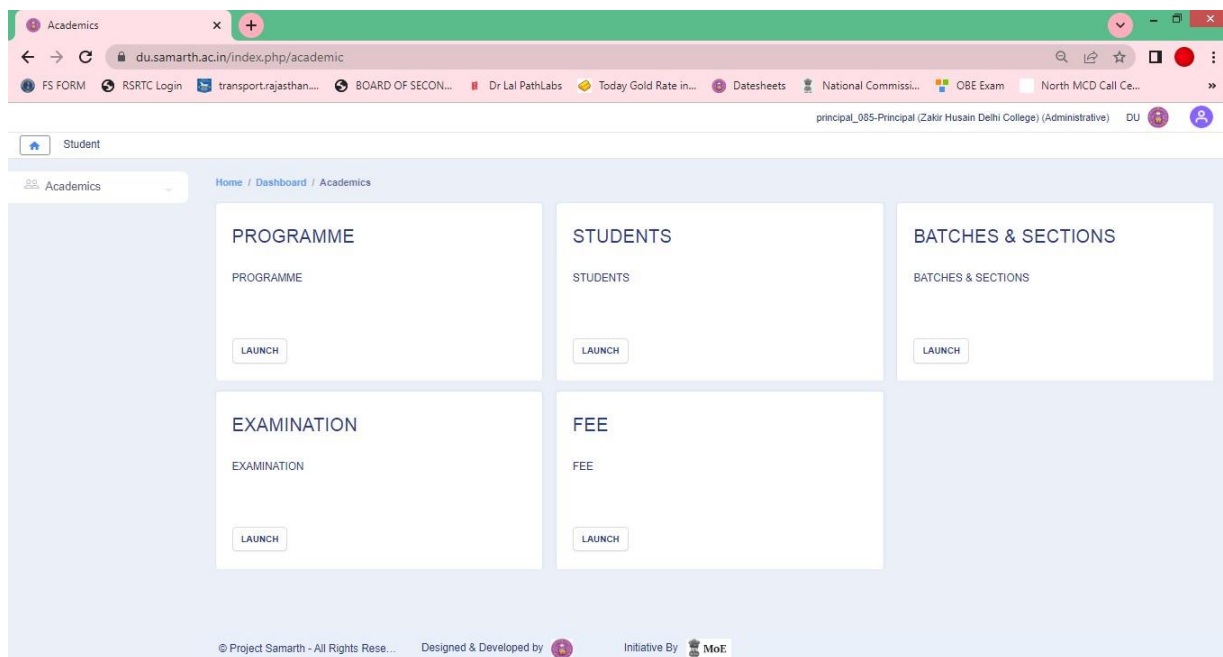 Academics
du.samarth.ac.in/index.php/academic
FS FORM RSRTC Login transport.rajasthan.... BOARD OF SECON... Dr Lal PathLabs Today Gold Rate in... Datesheets National Commissi... OBE Exam North MCD Call Ce... »
principal_085-Principal (Zakir Husain Delhi College) (Administrative) DU
Student
Academics
Home / Dashboard / Academics
PROGRAMME STUDENTS BATCHES & SECTIONS
PROGRAMME STUDENTS BATCHES & SECTIONS
LAUNCH LAUNCH LAUNCH
EXAMINATION FEE
EXAMINATION FEE
LAUNCH LAUNCH
© Project Samarth - All Rights Rese... Designed & Developed by Initiative By MoE